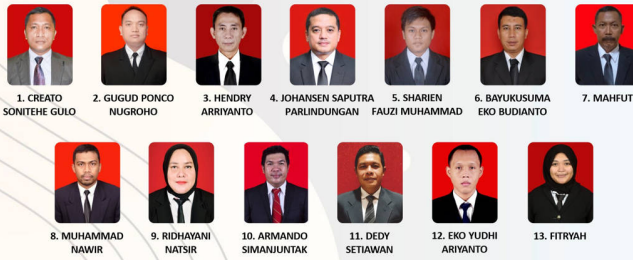 1. CREATO
SONITEHE GULO
2. GUGUD PONCO
NUGROHO
3. HENDRY
ARRIYANTO
4. JOHANSEN SAPUTRA
PARLINDUNGAN
5. SHARIEN
FAUZI MUHAMMAD
6. BAYUKUSUMA
EKO BUDIANTO
7. MAHFUT
8. MUHAMMAD
NAWIR
9. RIDHAYANI
NATSIR
10. ARMANDO
SIMANJUNTAK
11. DEDY
SETIAWAN
12. EKO YUDHI
ARIYANTO
13. FITRYAH